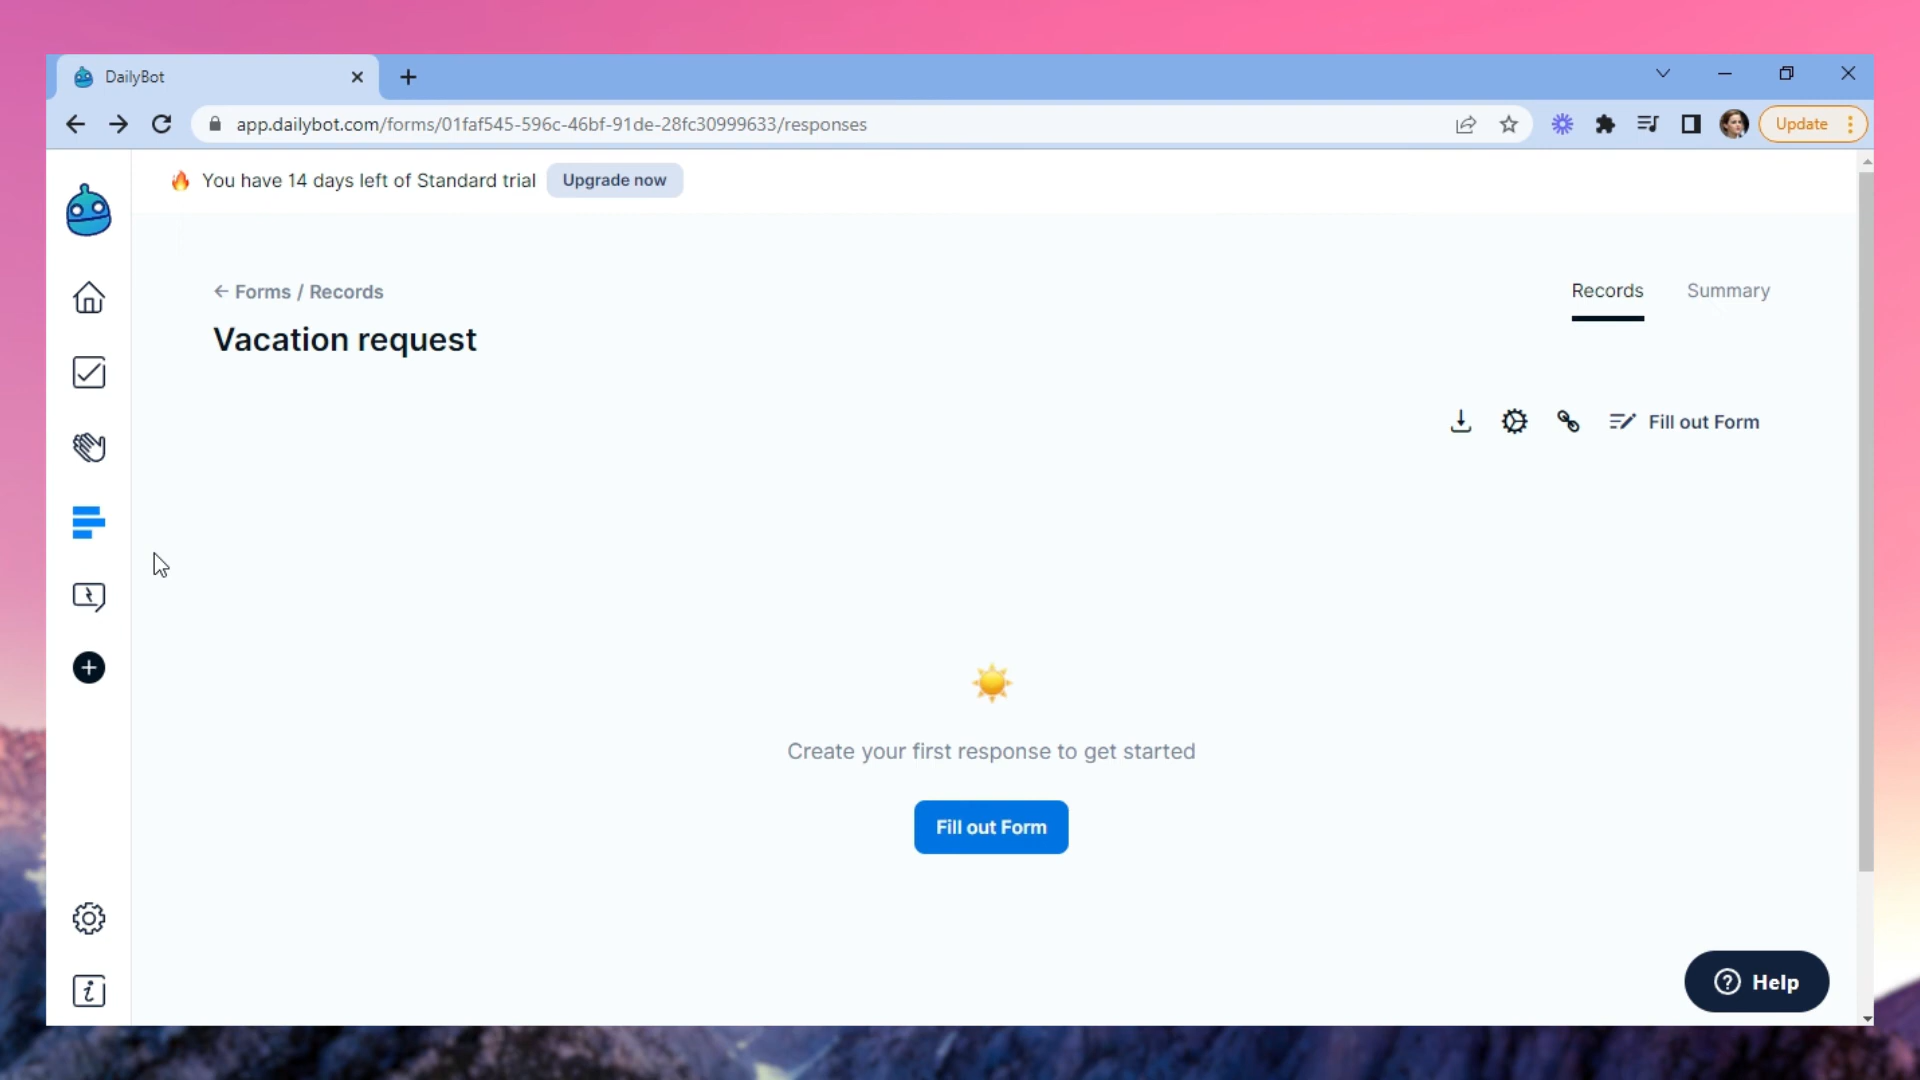 DailyBot
app.dailybot.com/forms/01faf545-596c-46bf-91de-28fc30999633/responses
Update
🔥 You have 14 days left of Standard trial
Upgrade now
← Forms / Records
Records
Summary
Vacation request
Fill out Form
Create your first response to get started
Fill out Form
Help